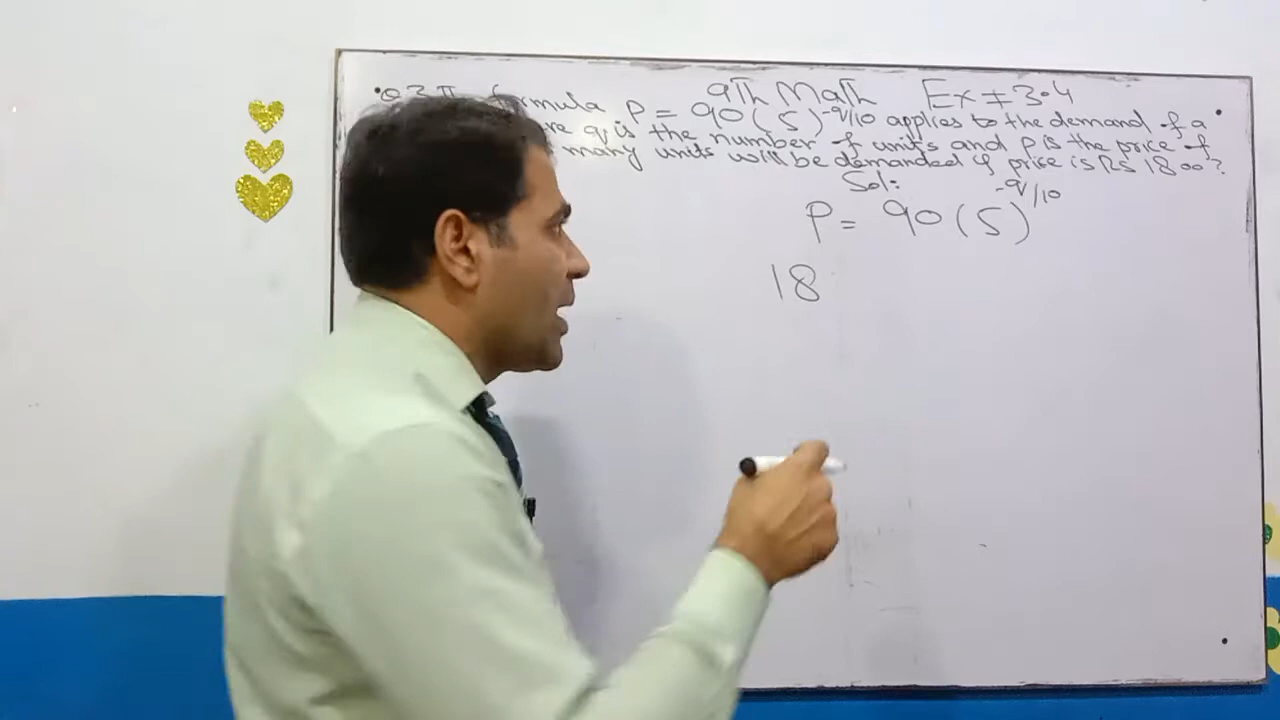 9th Math Ex # 3.4
formula P = 90(5)^-q/10 applies to the demand of a
q is the number of units and P is the price of
many units will be demanded if price is Rs 1800?
Sol:
P = 90(5)^-q/10
18